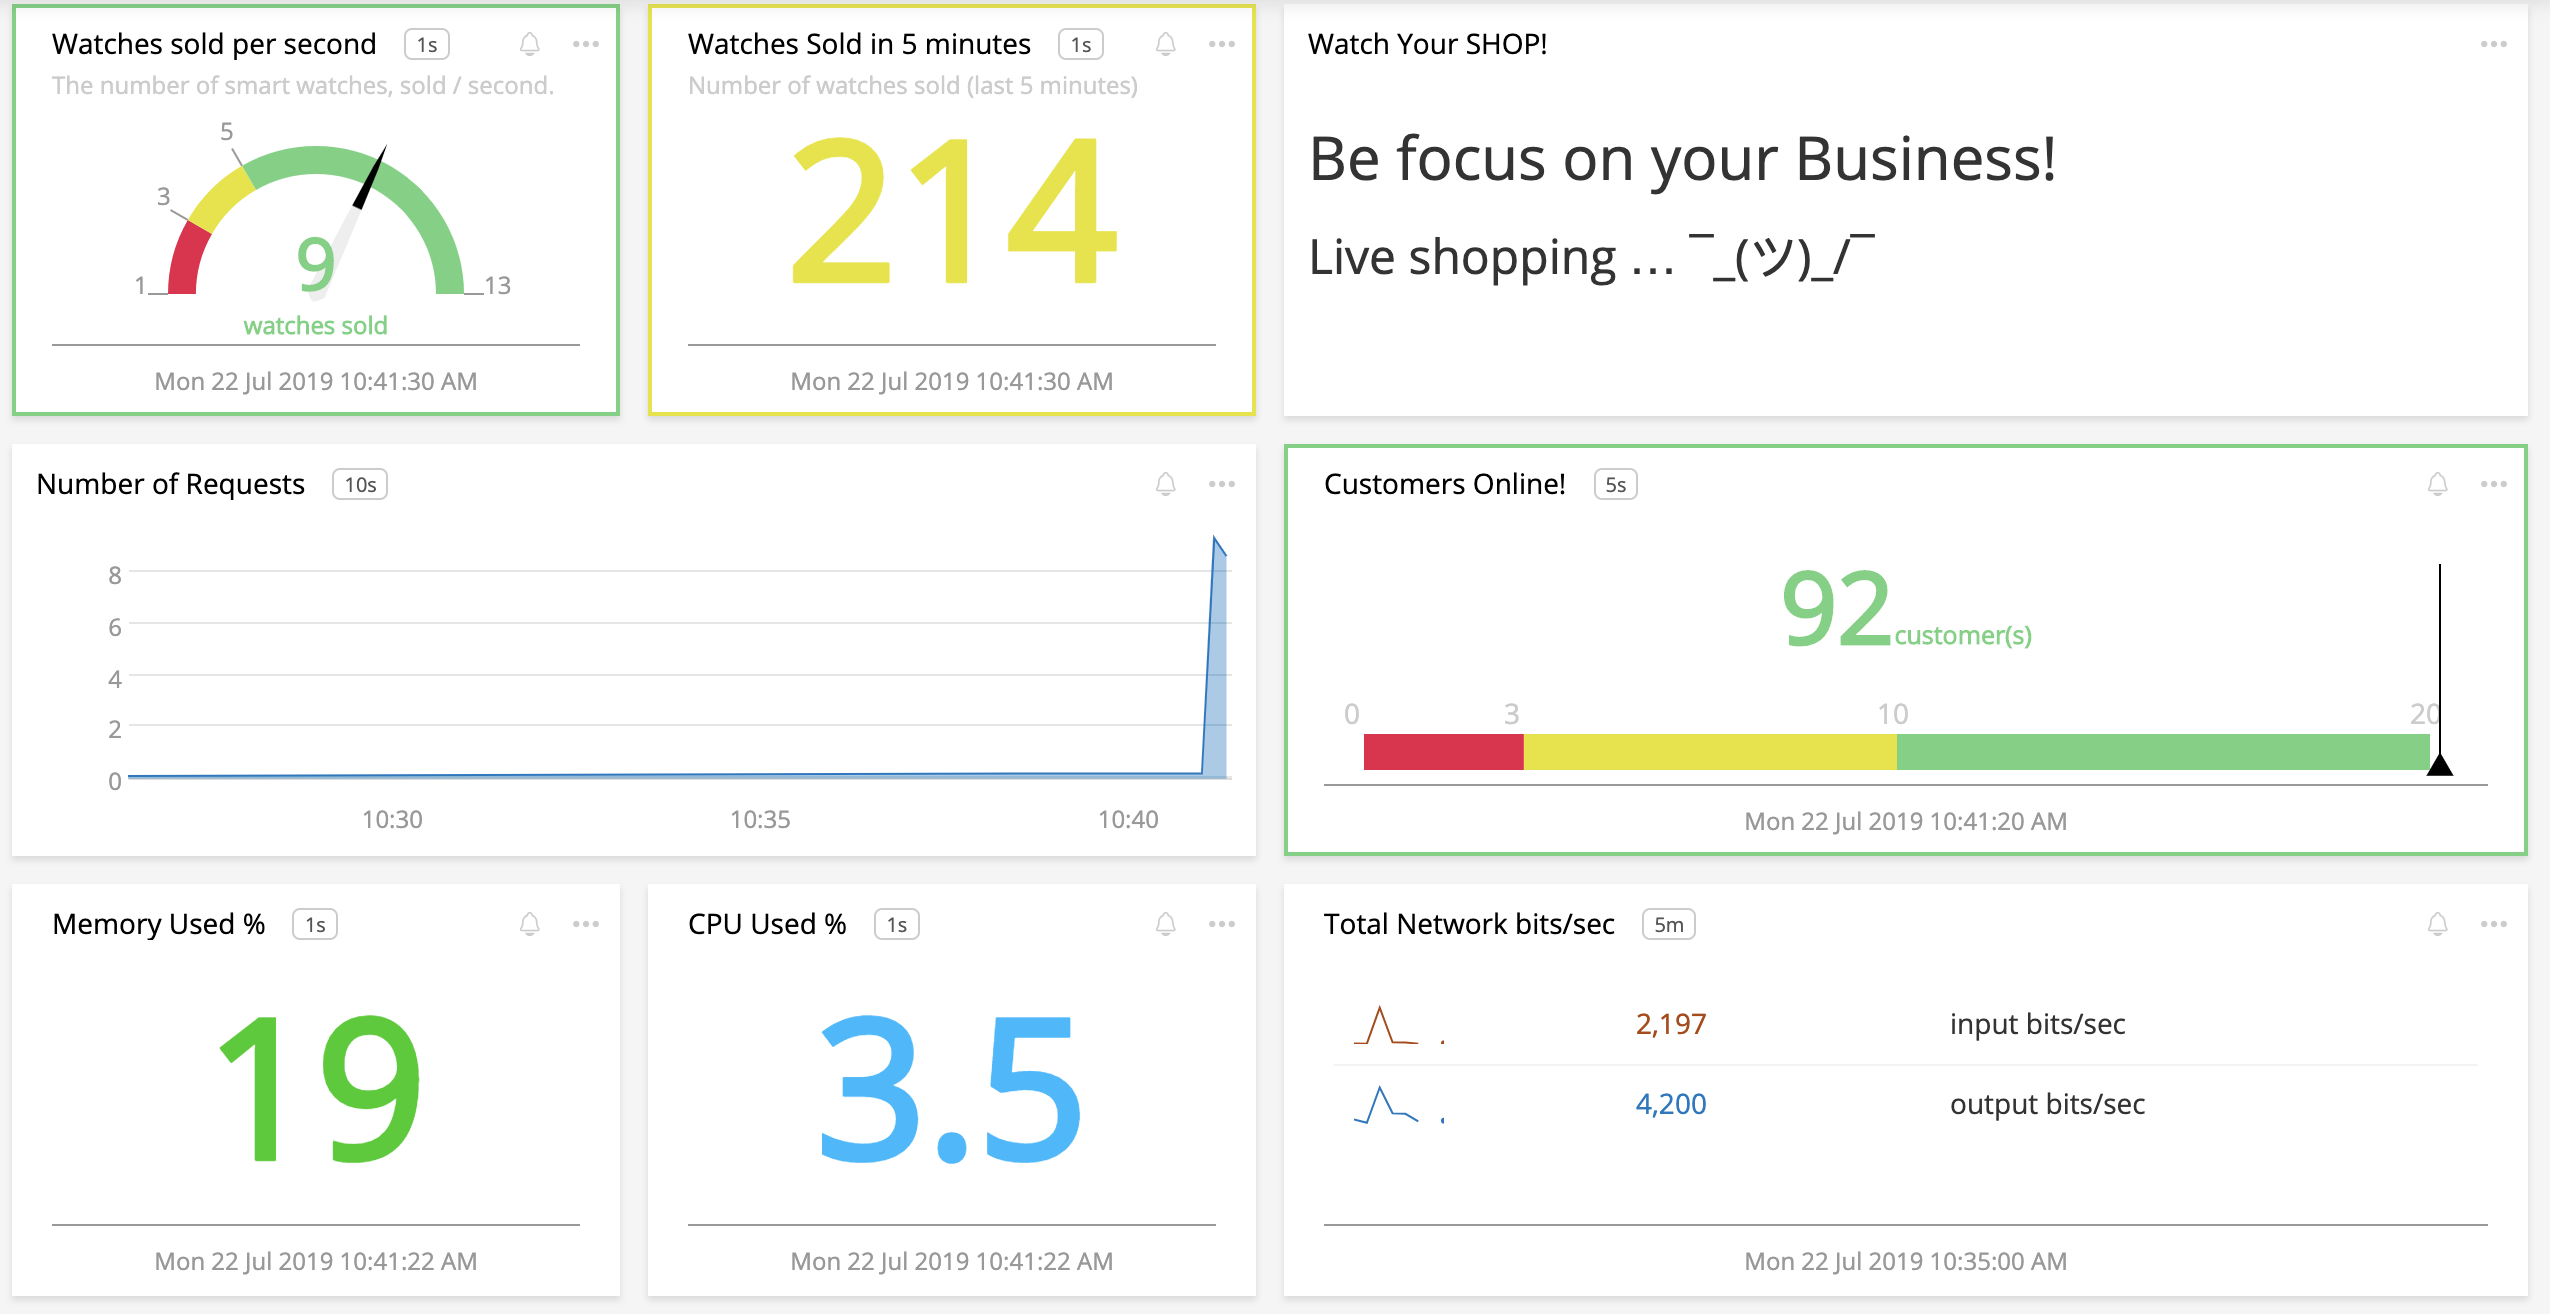 Watches sold per second 1s
The number of smart watches, sold / second.
5
3
1
13
9
watches sold
Mon 22 Jul 2019 10:41:30 AM
Watches Sold in 5 minutes 1s
Number of watches sold (last 5 minutes)
214
Mon 22 Jul 2019 10:41:30 AM
Watch Your SHOP!
Be focus on your Business!
Live shopping ... ¯_(ツ)_/¯
Number of Requests 10s
8
6
4
2
0
10:30 10:35 10:40
Customers Online! 5s
92 customer(s)
0 3 10 20
Mon 22 Jul 2019 10:41:20 AM
Memory Used % 1s
19
Mon 22 Jul 2019 10:41:22 AM
CPU Used % 1s
3.5
Mon 22 Jul 2019 10:41:22 AM
Total Network bits/sec 5m
2,197 input bits/sec
4,200 output bits/sec
Mon 22 Jul 2019 10:35:00 AM